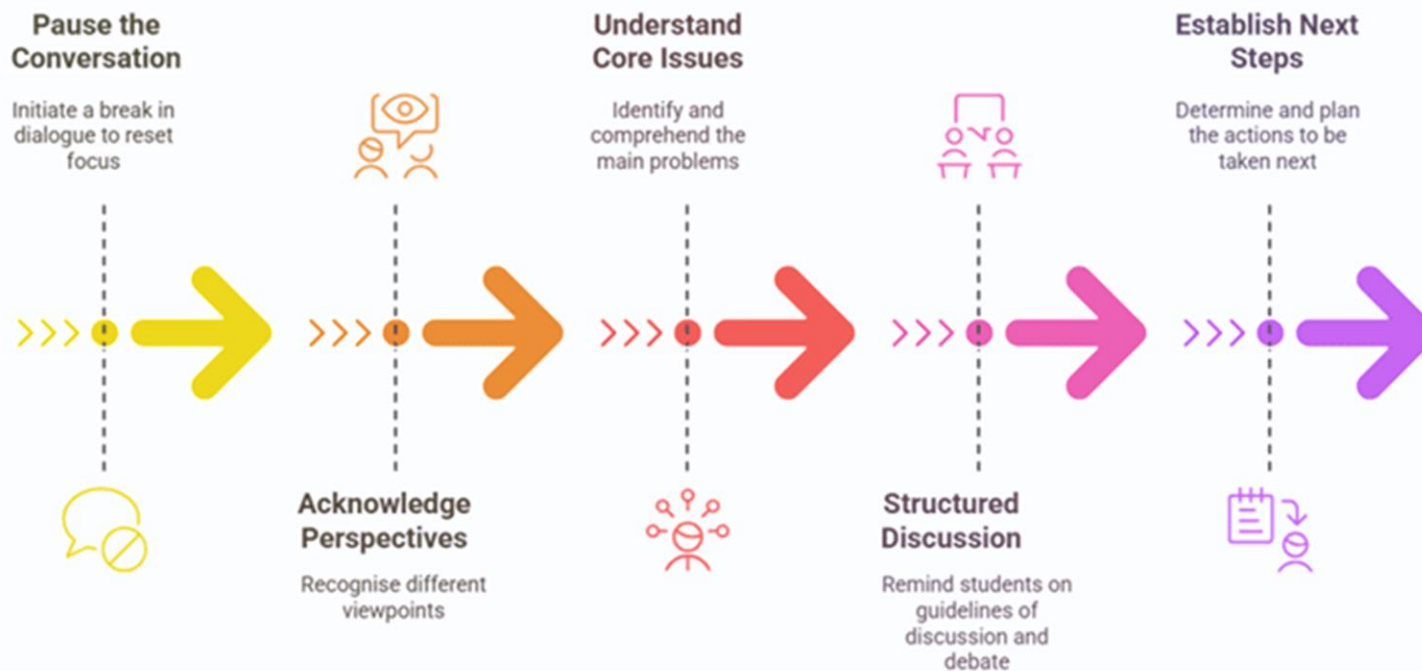 Pause the
Conversation
Initiate a break in
dialogue to reset
focus
Acknowledge
Perspectives
Recognise different
viewpoints
Understand
Core Issues
Identify and
comprehend the
main problems
Structured
Discussion
Remind students on
guidelines of
discussion and
debate
Establish Next
Steps
Determine and plan
the actions to be
taken next